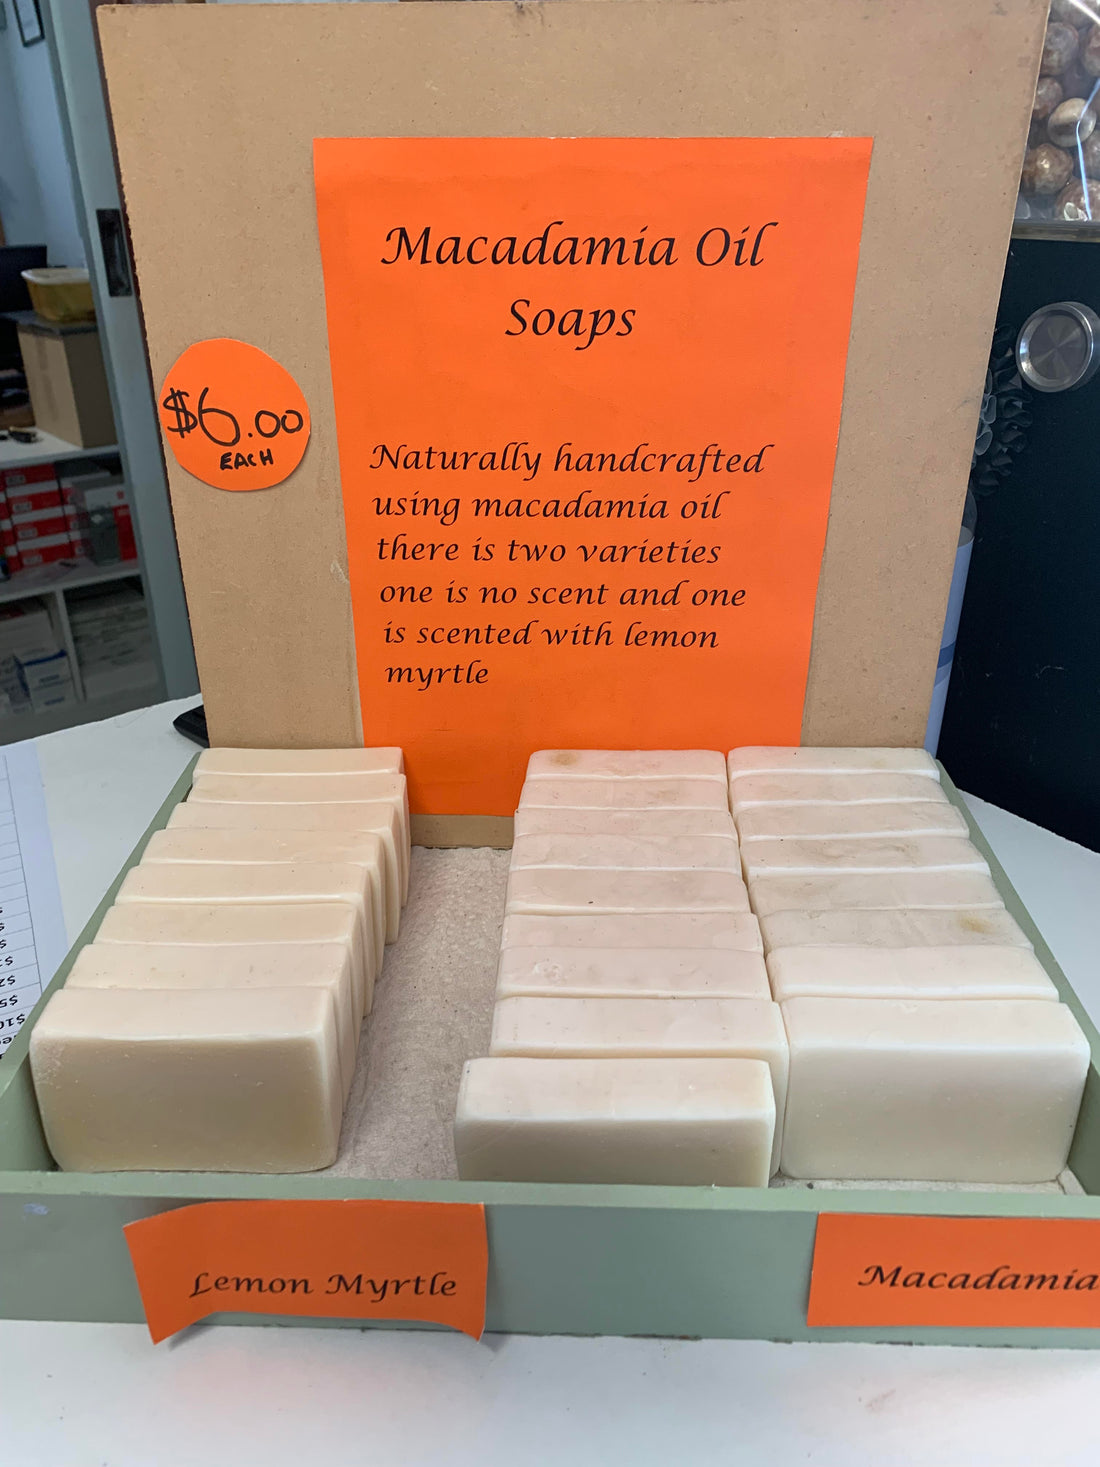 Macadamia Oil
Soaps
$6.00
EACH
Naturally handcrafted
using macadamia oil
there is two varieties
one is no scent and one
is scented with lemon
myrtle
Lemon Myrtle
Macadamia